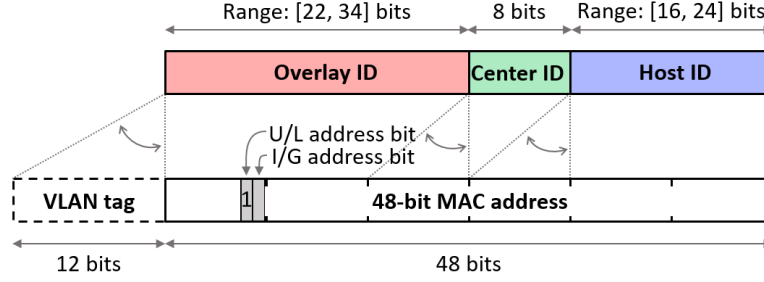 Range: [22, 34] bits
8 bits
Range: [16, 24] bits
Overlay ID
Center ID
Host ID
U/L address bit
I/G address bit
VLAN tag
1
48-bit MAC address
12 bits
48 bits